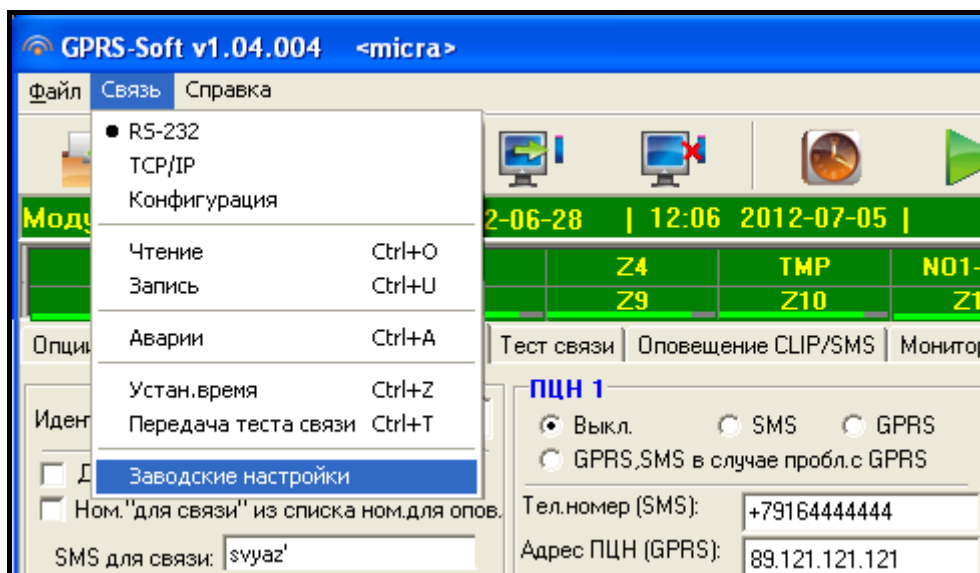 GPRS-Soft v1.04.004 <micra>
Файл Связь Справка
RS-232
TCP/IP
Конфигурация
Чтение Ctrl+O
Запись Ctrl+U
Аварии Ctrl+A
Устан.время Ctrl+Z
Передача теста связи Ctrl+T
Заводские настройки
2-06-28 | 12:06 2012-07-05 |
Z4 TMP NO1-
Z9 Z10
Тест связи Оповещение CLIP/SMS
ПЦН 1
Выкл. SMS GPRS
GPRS,SMS в случае пробл.с GPRS
Ном."для связи" из списка ном.для опов.
Тел.номер (SMS): +79164444444
SMS для связи: svyaz'
Адрес ПЦН (GPRS): 89.121.121.121